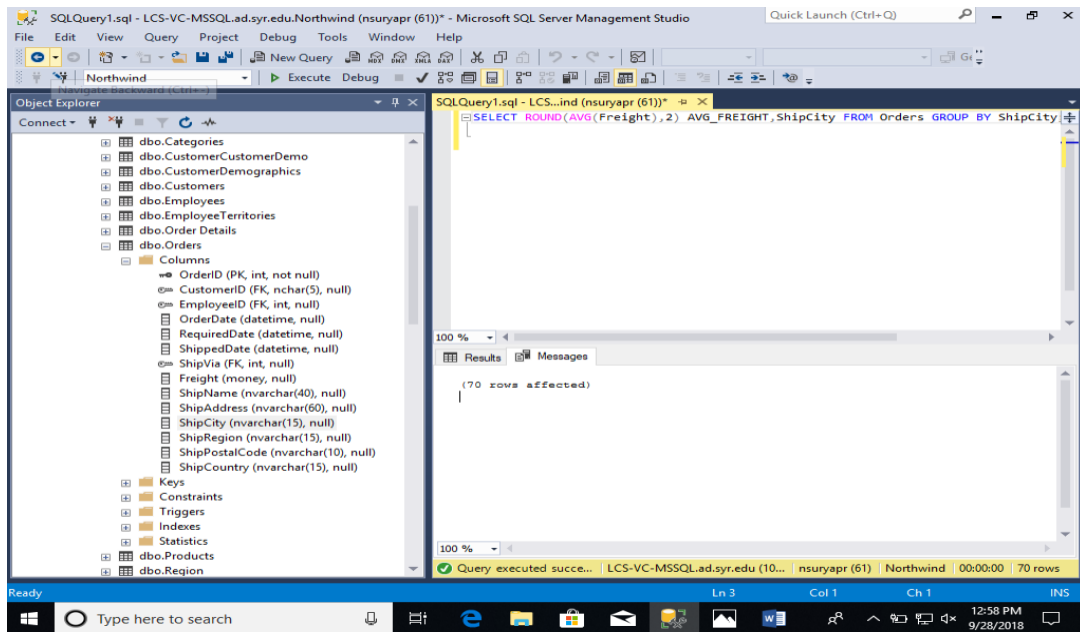 SQLQuery1.sql - LCS-VC-MSSQL.ad.syr.edu.Northwind (nsuryapr (61))* - Microsoft SQL Server Management Studio
Quick Launch (Ctrl+Q)
File Edit View Query Project Debug Tools Window Help
New Query
Northwind
Execute Debug
Navigate Backward (Ctrl+-)
Object Explorer
Connect
dbo.Categories
dbo.CustomerCustomerDemo
dbo.CustomerDemographics
dbo.Customers
dbo.Employees
dbo.EmployeeTerritories
dbo.Order Details
dbo.Orders
Columns
OrderID (PK, int, not null)
CustomerID (FK, nchar(5), null)
EmployeeID (FK, int, null)
OrderDate (datetime, null)
RequiredDate (datetime, null)
ShippedDate (datetime, null)
ShipVia (FK, int, null)
Freight (money, null)
ShipName (nvarchar(40), null)
ShipAddress (nvarchar(60), null)
ShipCity (nvarchar(15), null)
ShipRegion (nvarchar(15), null)
ShipPostalCode (nvarchar(10), null)
ShipCountry (nvarchar(15), null)
Keys
Constraints
Triggers
Indexes
Statistics
dbo.Products
dbo.Region
SQLQuery1.sql - LCS...ind (nsuryapr (61))*
SELECT ROUND(AVG(Freight),2) AVG_FREIGHT,ShipCity FROM Orders GROUP BY ShipCity
100 %
Results Messages
(70 rows affected)
100 %
Query executed succe... LCS-VC-MSSQL.ad.syr.edu (10... nsuryapr (61) Northwind 00:00:00 70 rows
Ready Ln 3 Col 1 Ch 1 INS
Type here to search
12:58 PM
9/28/2018